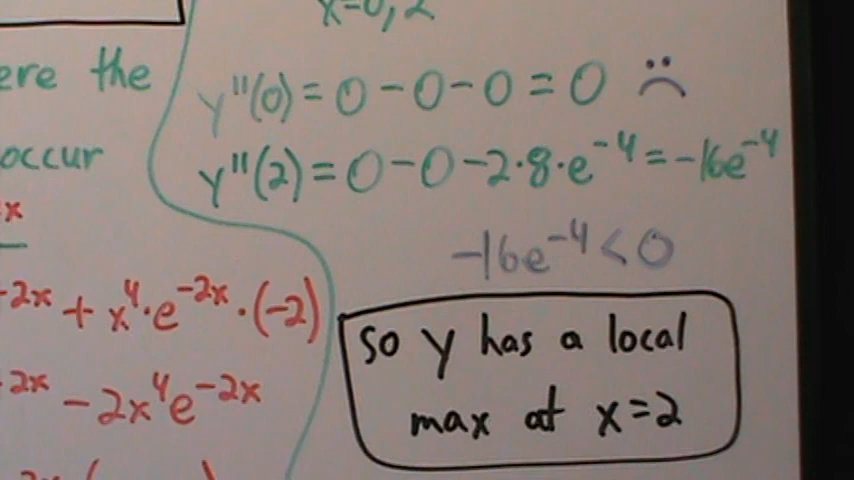 x=0, 2
the
occur
x
y''(0) = 0 - 0 - 0 = 0
y''(2) = 0 - 0 - 2·8·e^-4 = -16e^-4
-16e^-4 < 0
-2x + x^4·e^-2x·(-2)
2x - 2x^4e^-2x
so y has a local
max at x=2